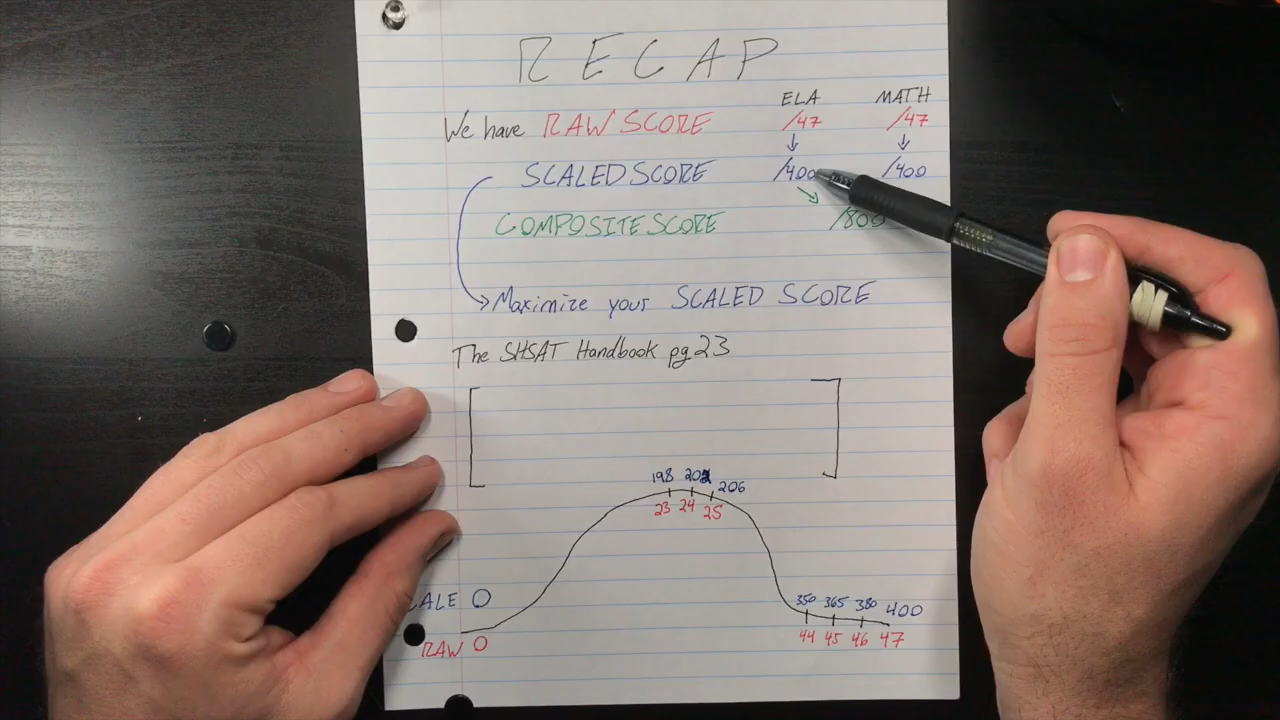 RECAP
ELA MATH
We have RAW SCORE /47 /47
SCALED SCORE /400 /400
COMPOSITE SCORE /800
Maximize your SCALED SCORE
The SHSAT Handbook pg 23
198 202 206
23 24 25
SCALE 0 350 365 380 400
RAW 0 44 45 46 47